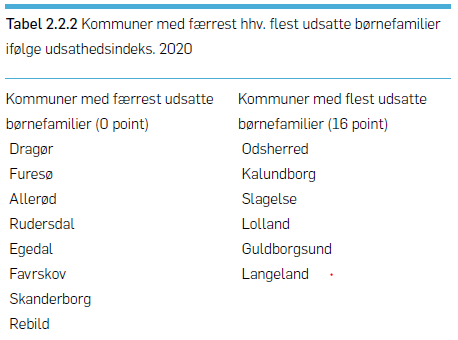 Tabel 2.2.2 Kommuner med færrest hhv. flest udsatte børnefamilier
ifølge udsathedsindeks. 2020
Kommuner med færrest udsatte
børnefamilier (0 point)
Dragør
Furesø
Allerød
Rudersdal
Egedal
Favrskov
Skanderborg
Rebild
Kommuner med flest udsatte
børnefamilier (16 point)
Odsherred
Kalundborg
Slagelse
Lolland
Guldborgsund
Langeland